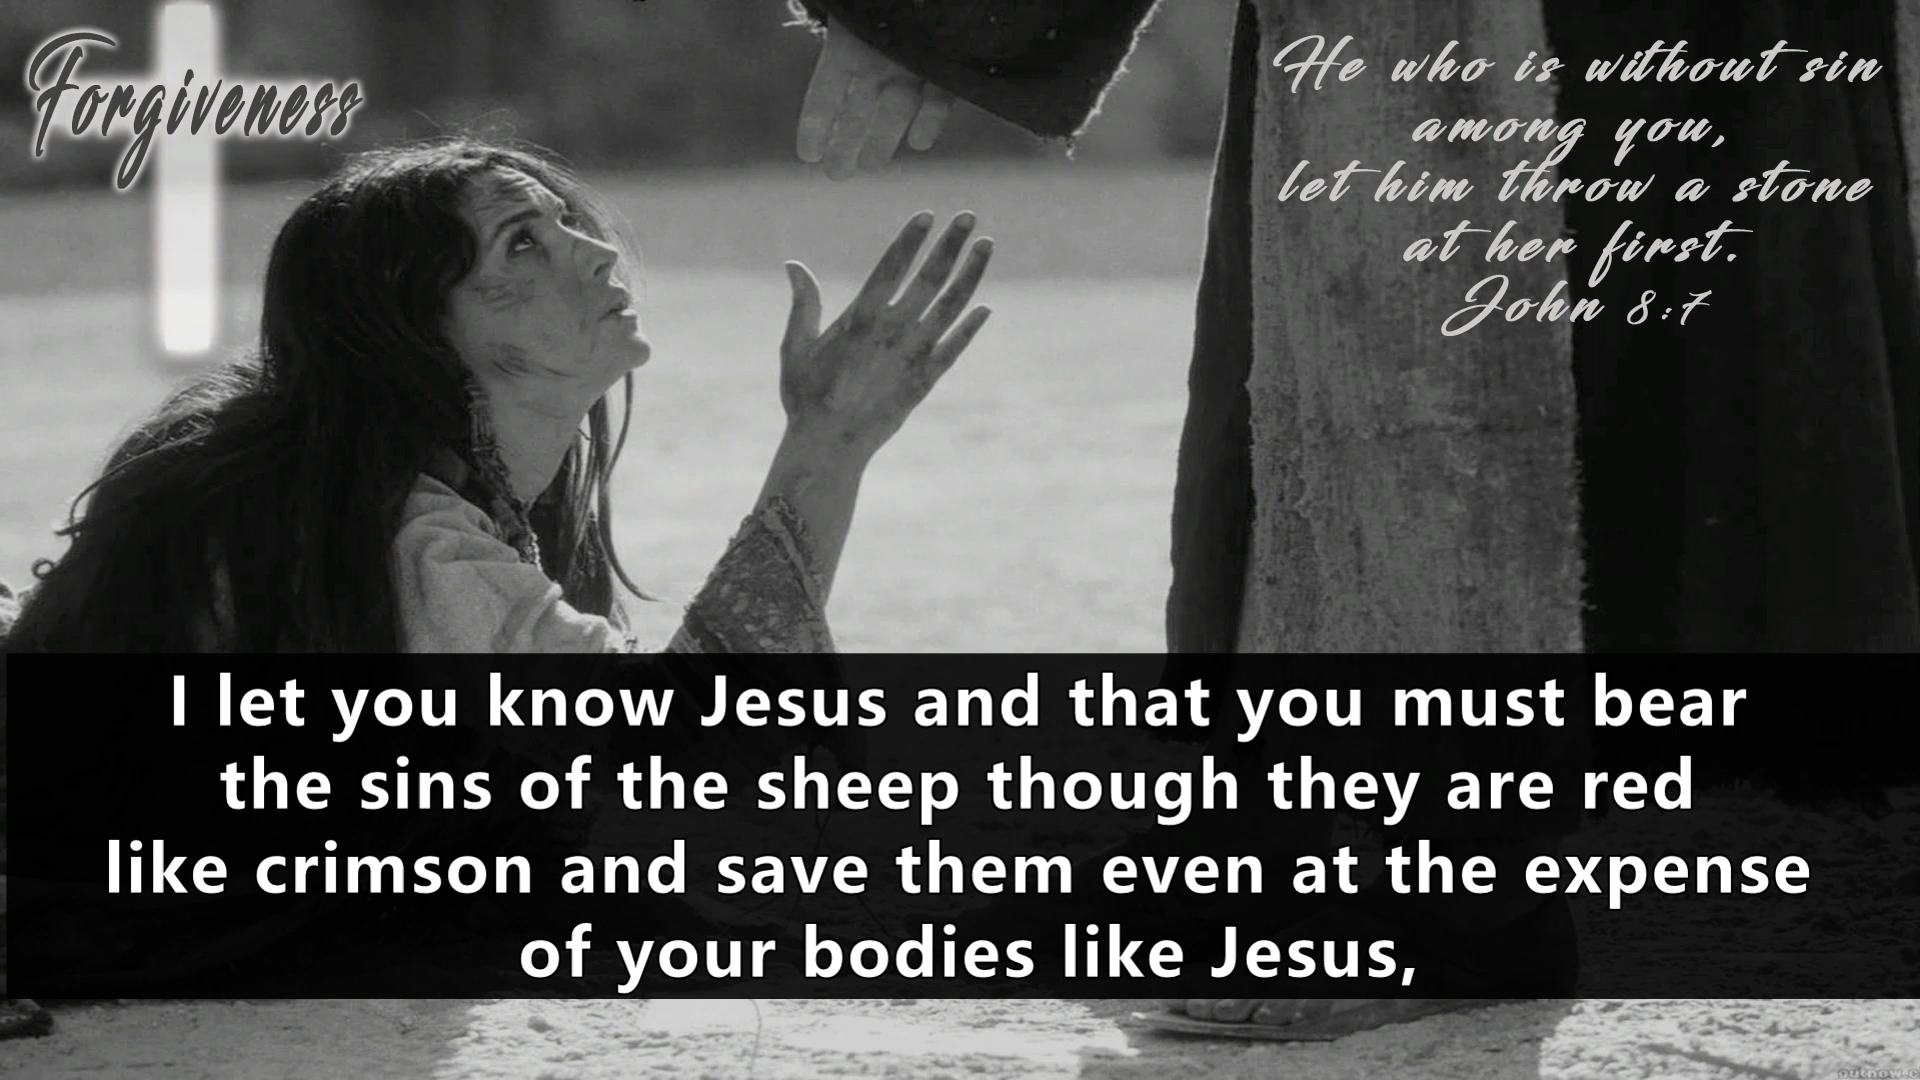 Forgiveness
He who is without sin
among you,
let him throw a stone
at her first.
John 8:7
I let you know Jesus and that you must bear
the sins of the sheep though they are red
like crimson and save them even at the expense
of your bodies like Jesus,